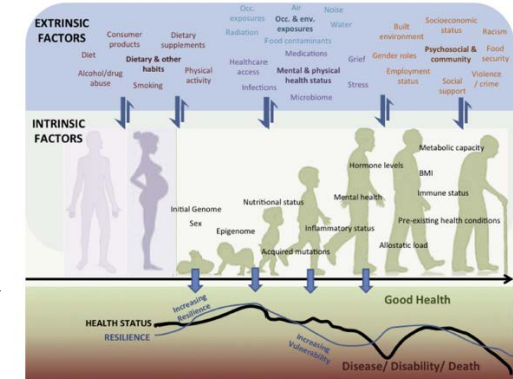 EXTRINSIC
FACTORS
Consumer
products
Diet
Dietary
supplements
Dietary & other
habits
Alcohol/drug
abuse
Smoking
Physical
activity
Occ.
exposures
Air
Noise
Occ. & env.
exposures
Water
Radiation
Food contaminants
Medications
Healthcare
access
Mental & physical
health status
Infections
Microbiome
Grief
Stress
Built
environment
Socioeconomic
status
Racism
Gender roles
Psychosocial &
community
Food
security
Employment
status
Social
support
Violence
/ crime
INTRINSIC
FACTORS
Initial Genome
Sex
Epigenome
Nutritional status
Acquired mutations
Inflammatory status
Mental health
Hormone levels
Metabolic capacity
BMI
Immune status
Pre-existing health conditions
Allostatic load
Increasing
Resilience
Good Health
HEALTH STATUS
RESILIENCE
Increasing
Vulnerability
Disease/ Disability/ Death